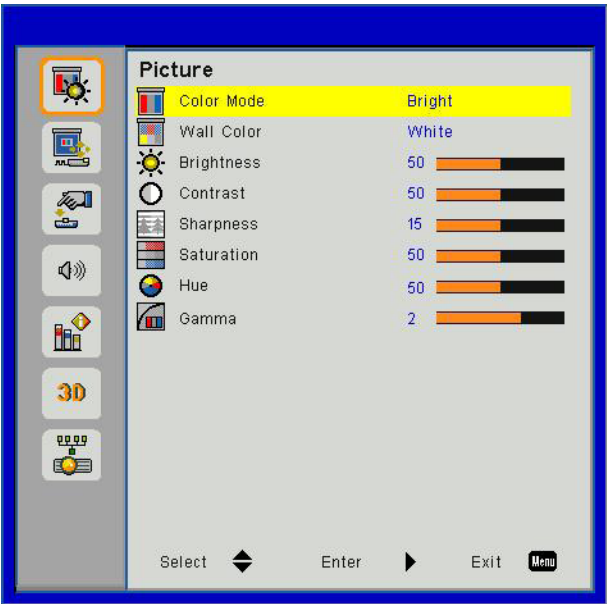 Picture
Color Mode Bright
Wall Color White
Brightness 50
Contrast 50
Sharpness 15
Saturation 50
Hue 50
Gamma 2
3D
Select Enter Exit Menu